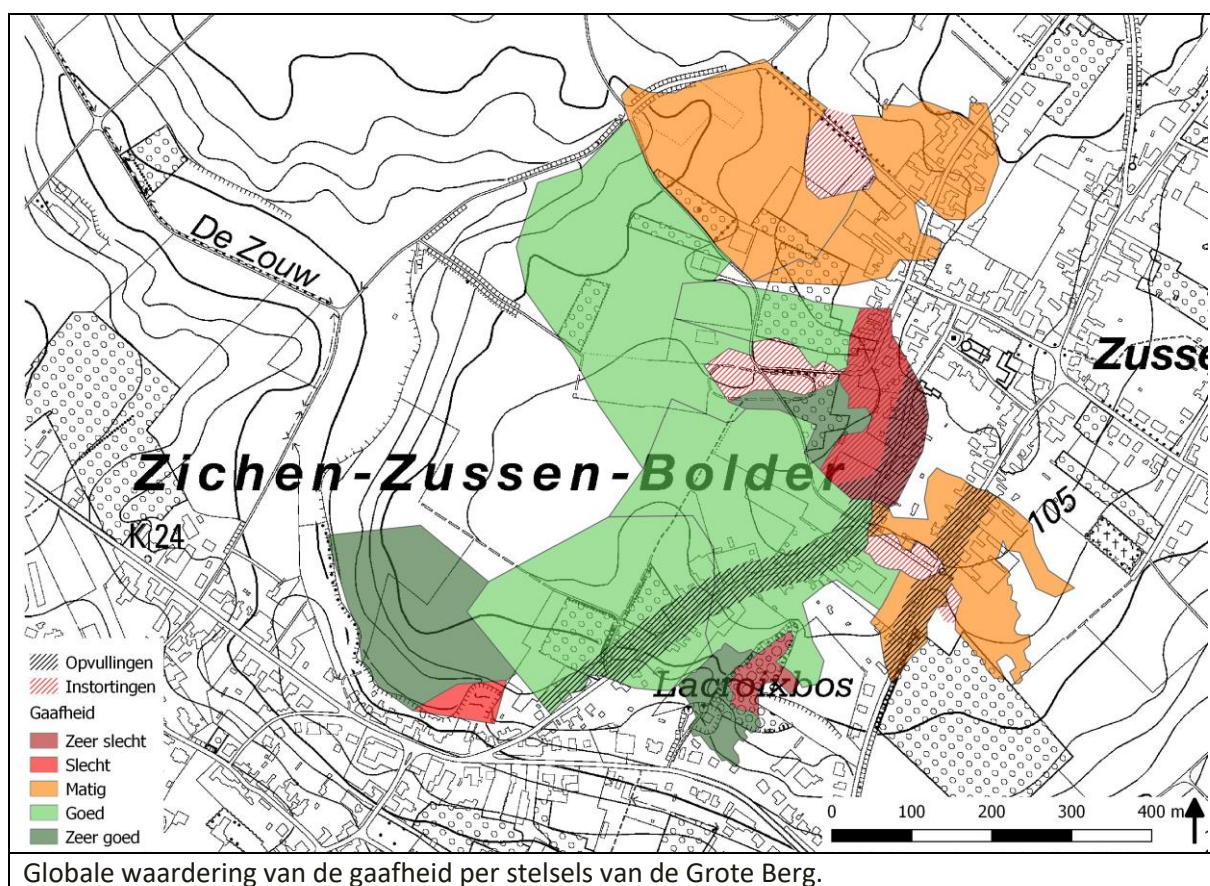 De Zouw
Zusse
Zichen-Zussen-Bolder
K 24
105
Lacroixbos
Opvullingen
Instortingen
Gaafheid
Zeer slecht
Slecht
Matig
Goed
Zeer goed
0 100 200 300 400 m
Globale waardering van de gaafheid per stelsels van de Grote Berg.